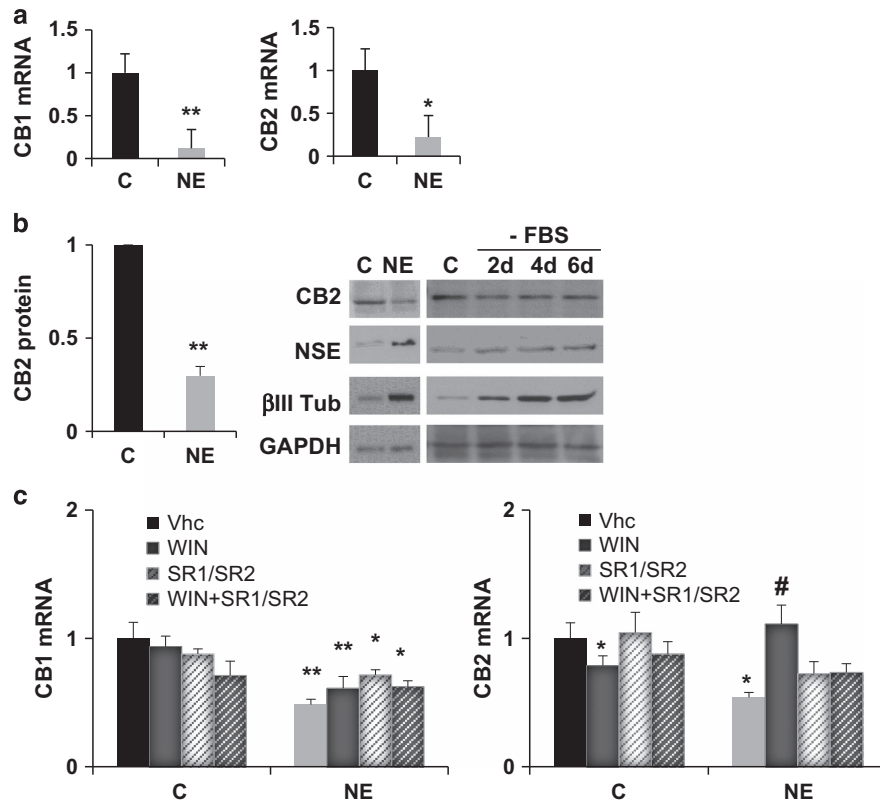 a
1.5
1
0.5
0
CB1 mRNA
**
C NE
1.5
1
0.5
0
CB2 mRNA
*
C NE
b
1
0.5
0
CB2 protein
**
C NE
- FBS
C NE C 2d 4d 6d
CB2
NSE
βIII Tub
GAPDH
c
2
1
0
CB1 mRNA
Vhc
WIN
SR1/SR2
WIN+SR1/SR2
** ** * *
C NE
2
1
0
CB2 mRNA
Vhc
WIN
SR1/SR2
WIN+SR1/SR2
* * #
C NE